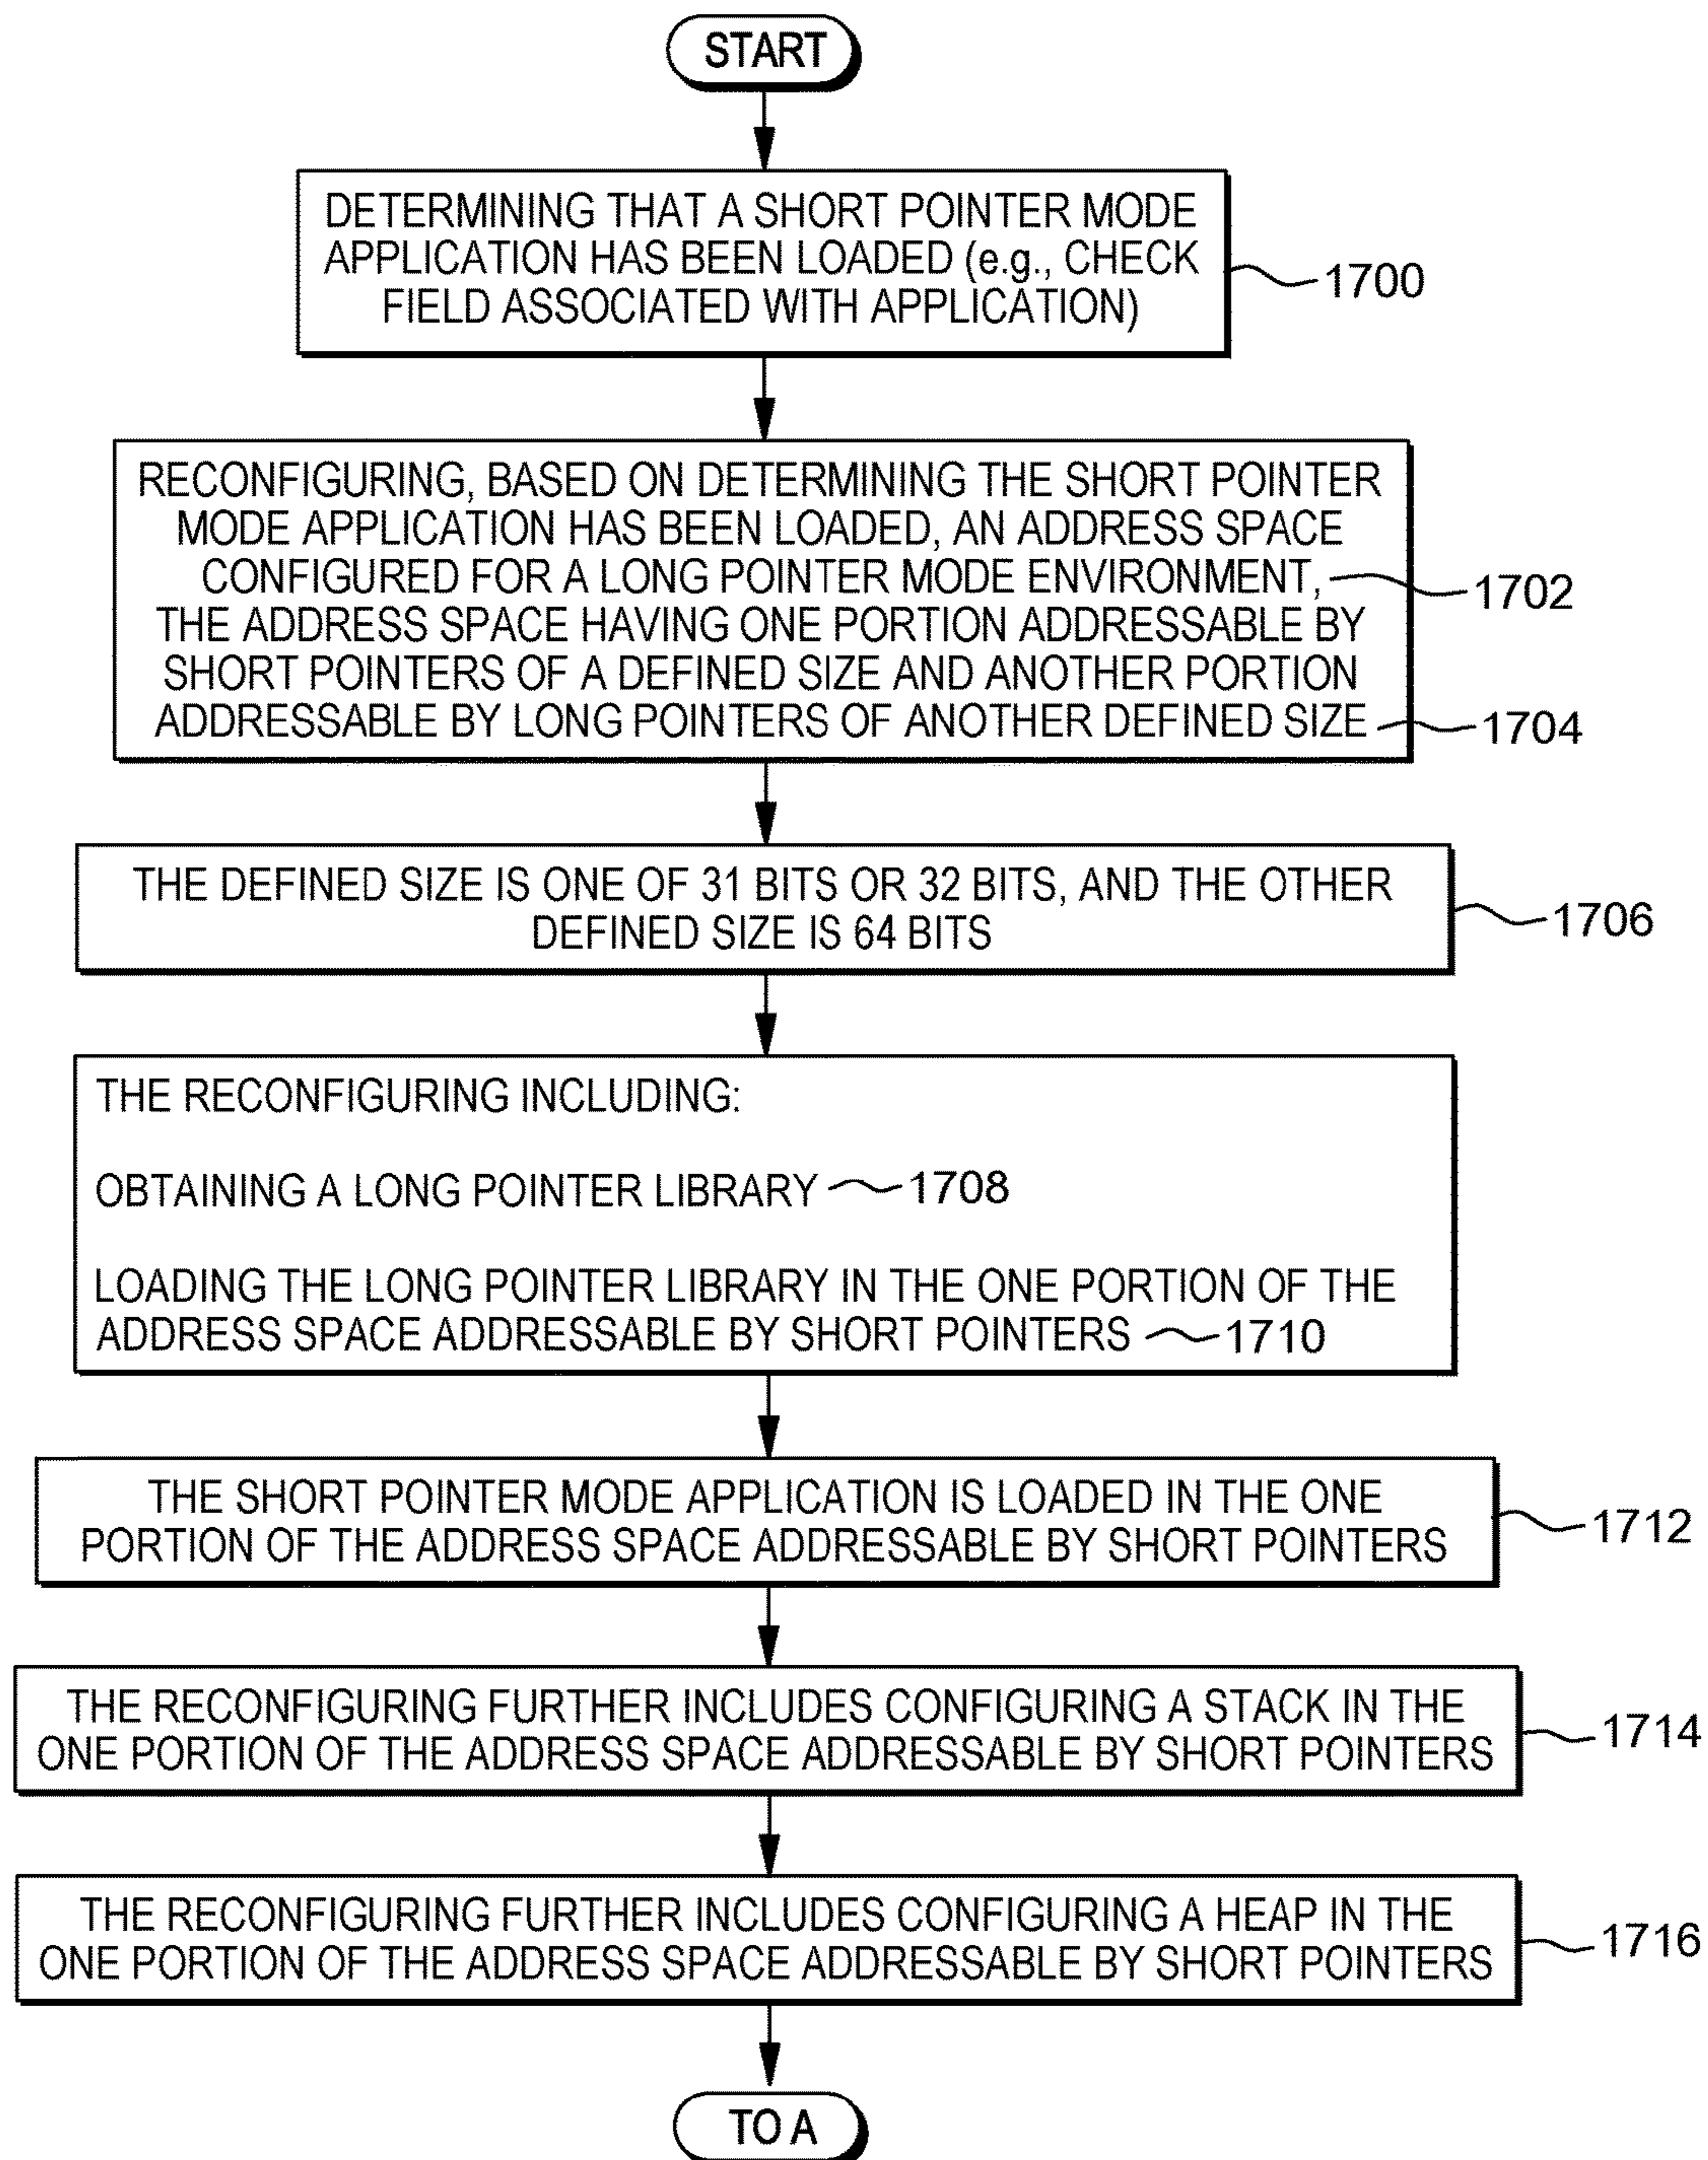 START
DETERMINING THAT A SHORT POINTER MODE
APPLICATION HAS BEEN LOADED (e.g., CHECK
FIELD ASSOCIATED WITH APPLICATION)
1700
RECONFIGURING, BASED ON DETERMINING THE SHORT POINTER
MODE APPLICATION HAS BEEN LOADED, AN ADDRESS SPACE
CONFIGURED FOR A LONG POINTER MODE ENVIRONMENT,
1702
THE ADDRESS SPACE HAVING ONE PORTION ADDRESSABLE BY
SHORT POINTERS OF A DEFINED SIZE AND ANOTHER PORTION
ADDRESSABLE BY LONG POINTERS OF ANOTHER DEFINED SIZE
1704
THE DEFINED SIZE IS ONE OF 31 BITS OR 32 BITS, AND THE OTHER
DEFINED SIZE IS 64 BITS
1706
THE RECONFIGURING INCLUDING:
OBTAINING A LONG POINTER LIBRARY
1708
LOADING THE LONG POINTER LIBRARY IN THE ONE PORTION OF THE
ADDRESS SPACE ADDRESSABLE BY SHORT POINTERS
1710
THE SHORT POINTER MODE APPLICATION IS LOADED IN THE ONE
PORTION OF THE ADDRESS SPACE ADDRESSABLE BY SHORT POINTERS
1712
THE RECONFIGURING FURTHER INCLUDES CONFIGURING A STACK IN THE
ONE PORTION OF THE ADDRESS SPACE ADDRESSABLE BY SHORT POINTERS
1714
THE RECONFIGURING FURTHER INCLUDES CONFIGURING A HEAP IN THE
ONE PORTION OF THE ADDRESS SPACE ADDRESSABLE BY SHORT POINTERS
1716
TO A